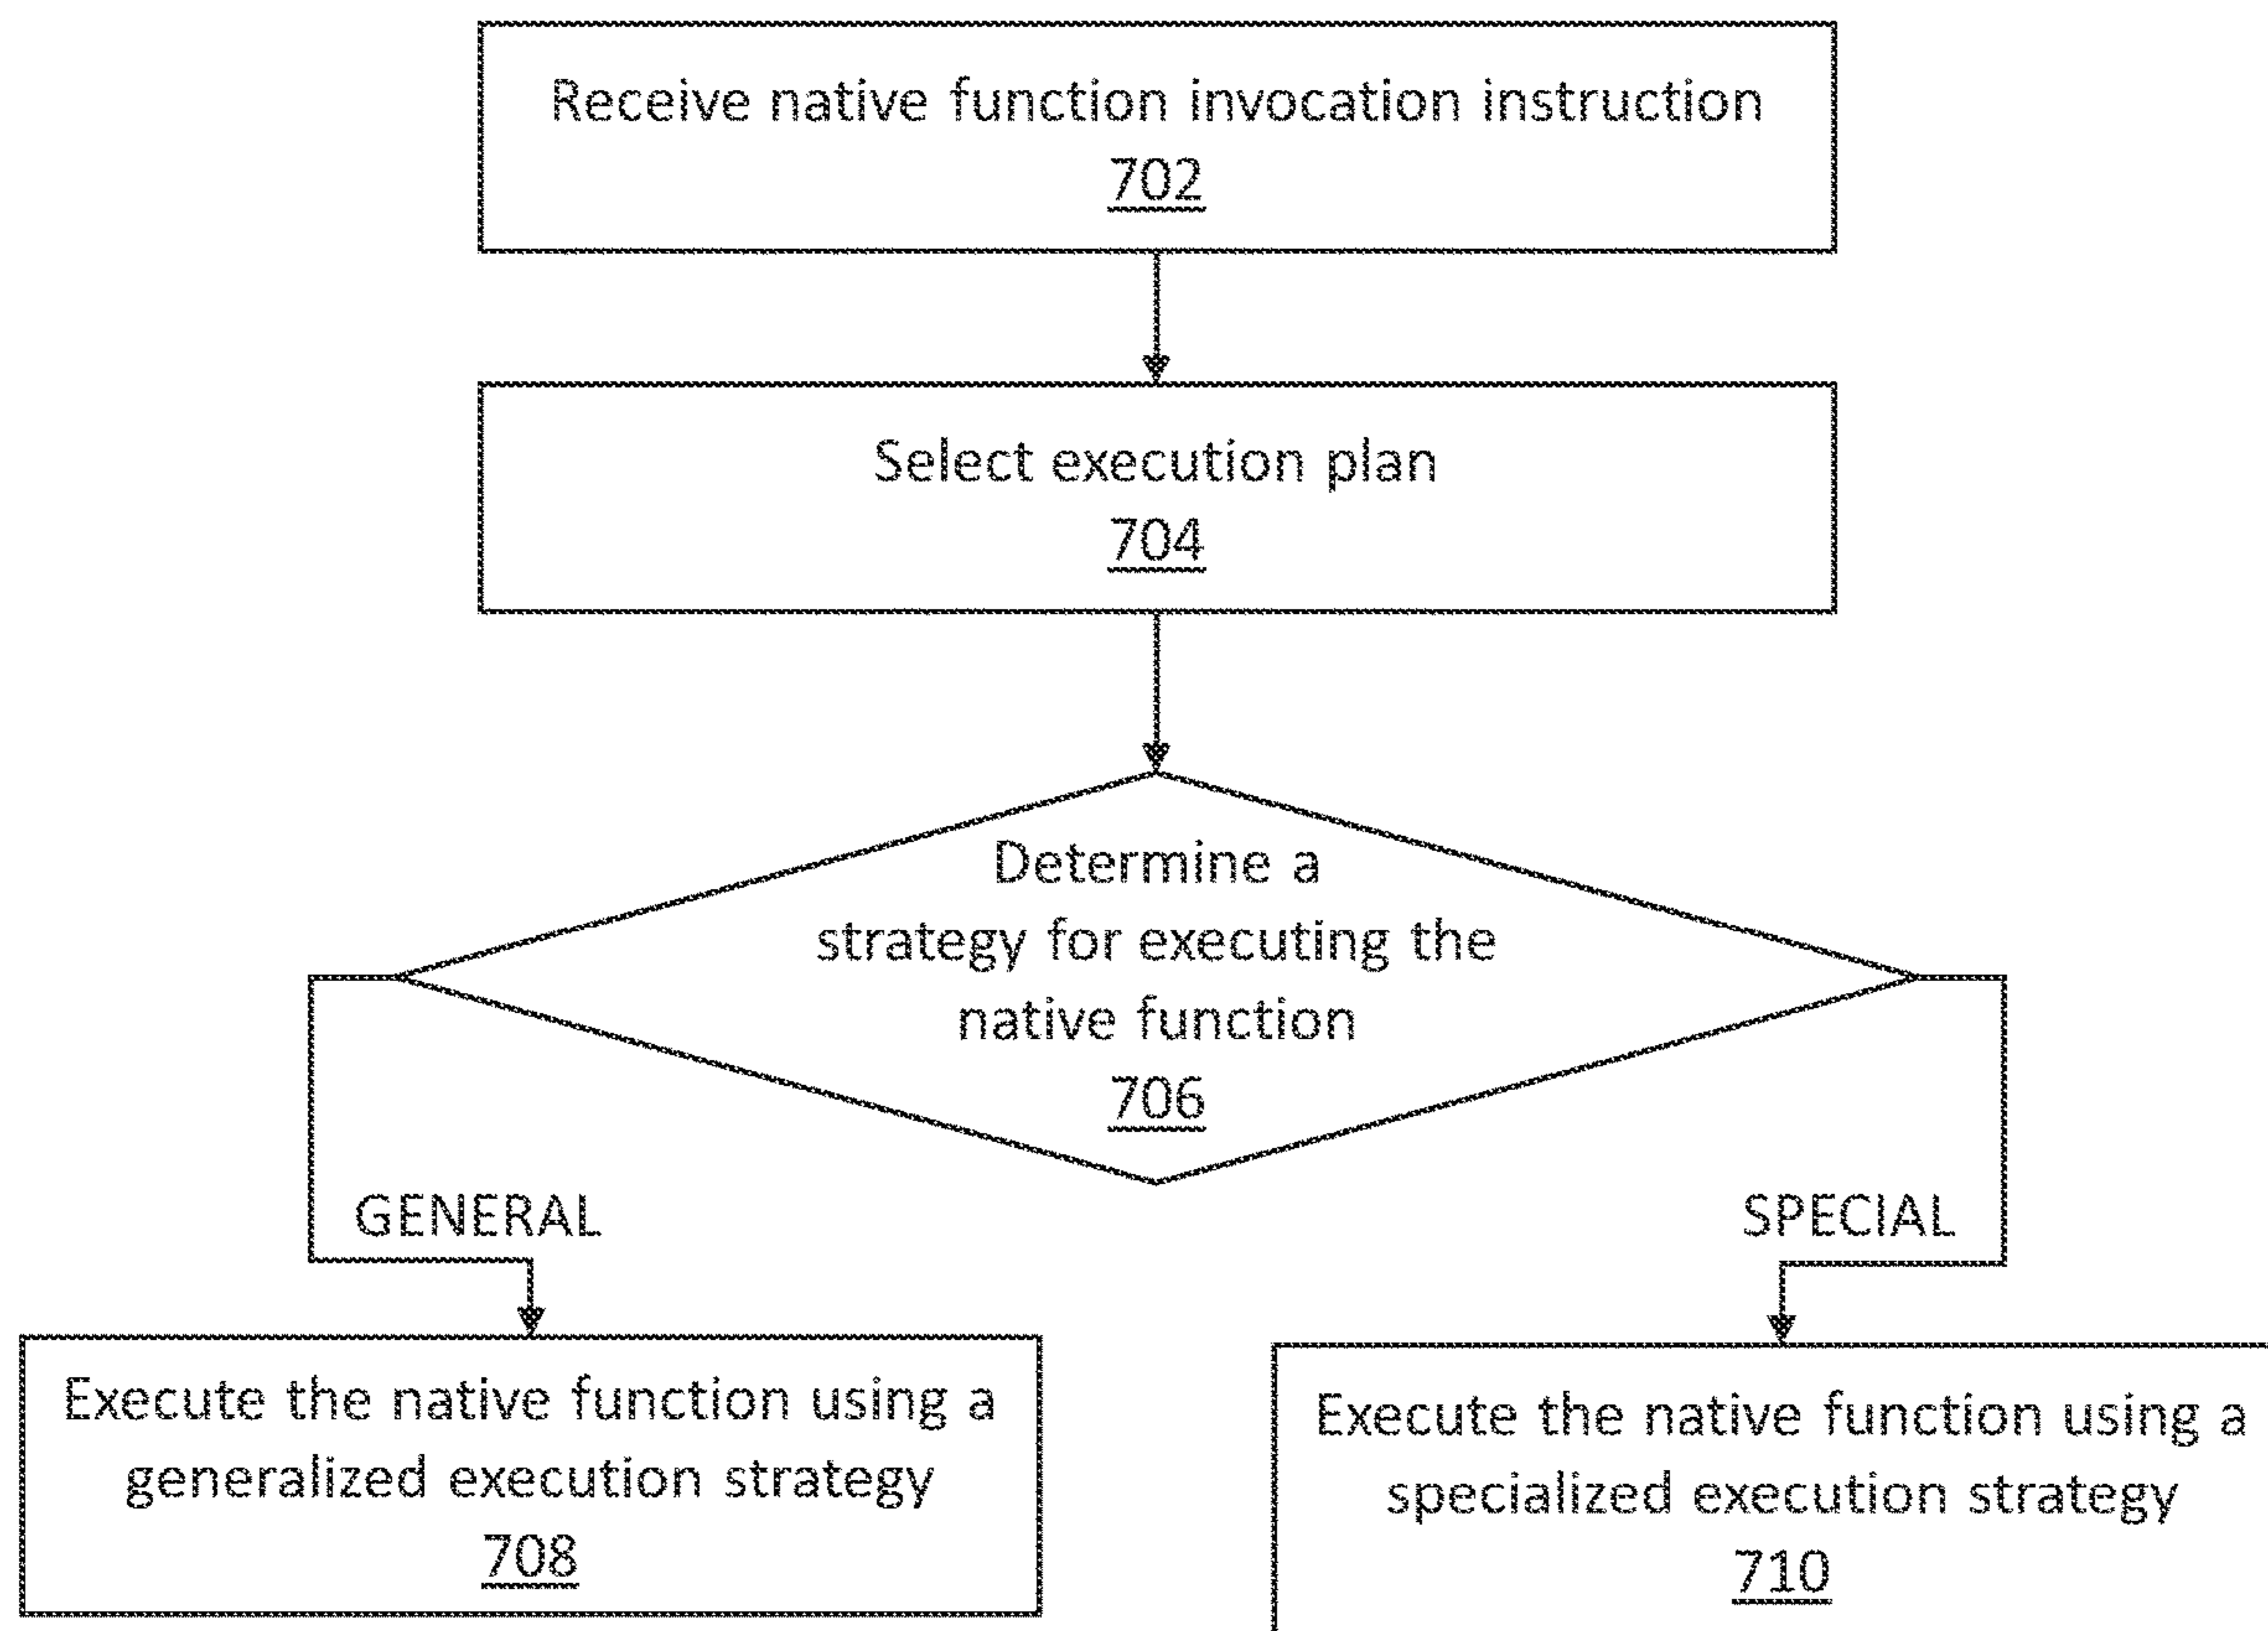 Receive native function invocation instruction
702
Select execution plan
704
Determine a
strategy for executing the
native function
706
GENERAL
SPECIAL
Execute the native function using a
generalized execution strategy
708
Execute the native function using a
specialized execution strategy
710